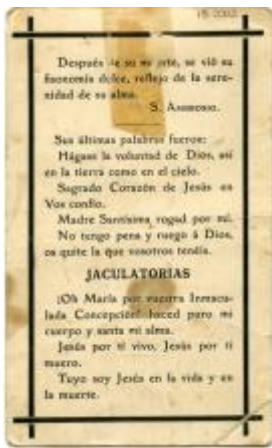 Después de su muerte, se vió su
fisonomía dulce, reflejo de la sere-
nidad de su alma.
S. Ambrosio.
Sus últimas palabras fueron:
Hágase la voluntad de Dios, así
en la tierra como en el cielo.
Sagrado Corazón de Jesús en
Vos confío.
Madre Santísima rogad por mí.
No tengo pena y ruego á Dios,
os quite la que vosotros tenéis.
JACULATORIAS
¡Oh María por vuestra Inmacu-
lada Concepción! haced puro mi
cuerpo y santa mi alma.
Jesús por ti vivo, Jesús por ti
muero.
Tuyo soy Jesús en la vida y en
la muerte.